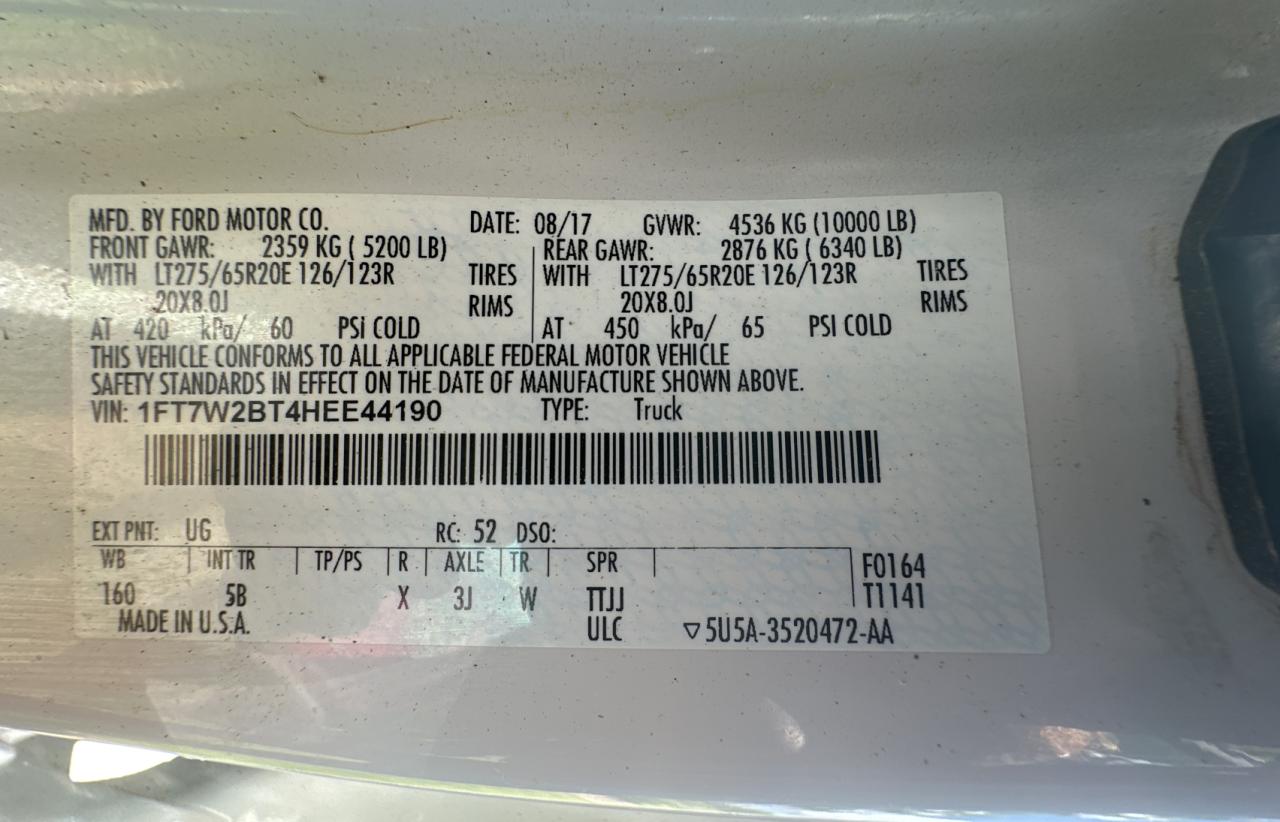 MFD. BY FORD MOTOR CO. DATE: 08/17 GVWR: 4536 KG (10000 LB)
FRONT GAWR: 2359 KG ( 5200 LB) REAR GAWR: 2876 KG ( 6340 LB)
WITH LT275/65R20E 126/123R TIRES WITH LT275/65R20E 126/123R TIRES
20X8.0J RIMS 20X8.0J RIMS
AT 420 kPa/ 60 PSi COLD AT 450 kPa/ 65 PSI COLD
THIS VEHICLE CONFORMS TO ALL APPLICABLE FEDERAL MOTOR VEHICLE
SAFETY STANDARDS IN EFFECT ON THE DATE OF MANUFACTURE SHOWN ABOVE.
VIN: 1FT7W2BT4HEE44190 TYPE: Truck
EXT PNT: UG RC: 52 DSO:
WB INT TR TP/PS R AXLE TR SPR F0164
160 5B X 3J W TTJJ T1141
MADE IN U.S.A. ULC ▽5U5A-3520472-AA